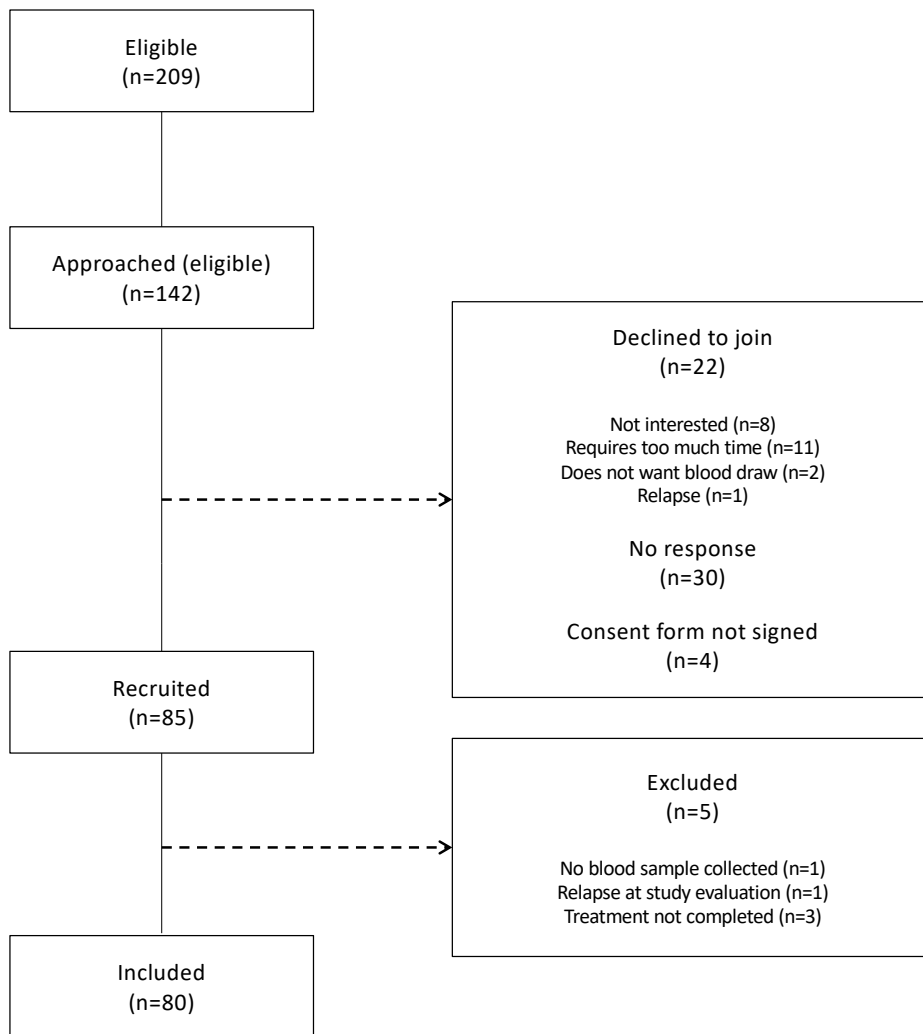 Eligible
(n=209)
Approached (eligible)
(n=142)
Declined to join
(n=22)
Not interested (n=8)
Requires too much time (n=11)
Does not want blood draw (n=2)
Relapse (n=1)
No response
(n=30)
Consent form not signed
(n=4)
Recruited
(n=85)
Excluded
(n=5)
No blood sample collected (n=1)
Relapse at study evaluation (n=1)
Treatment not completed (n=3)
Included
(n=80)